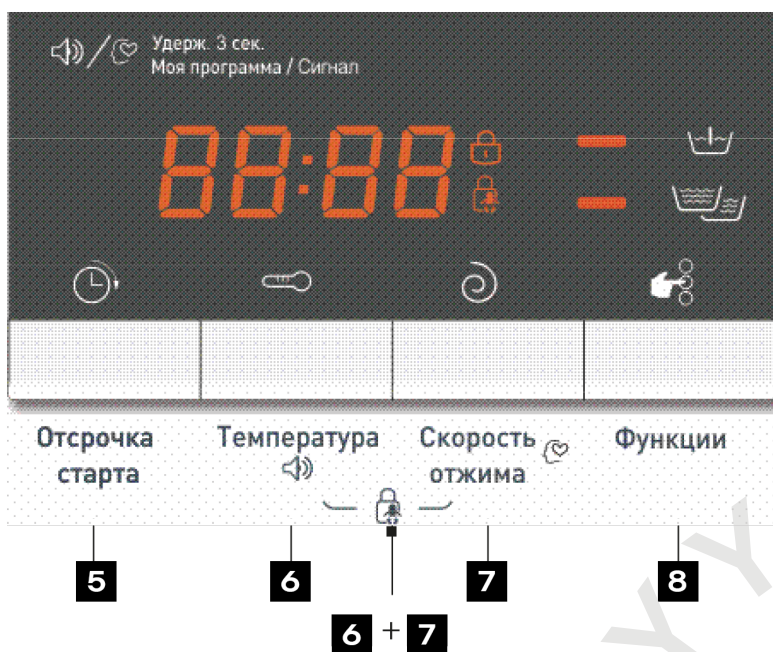 Удерж. 3 сек.
Моя программа / Сигнал
88:88
Отсрочка старта
Температура
Скорость отжима
Функции
5
6
7
8
6 + 7
Y Y